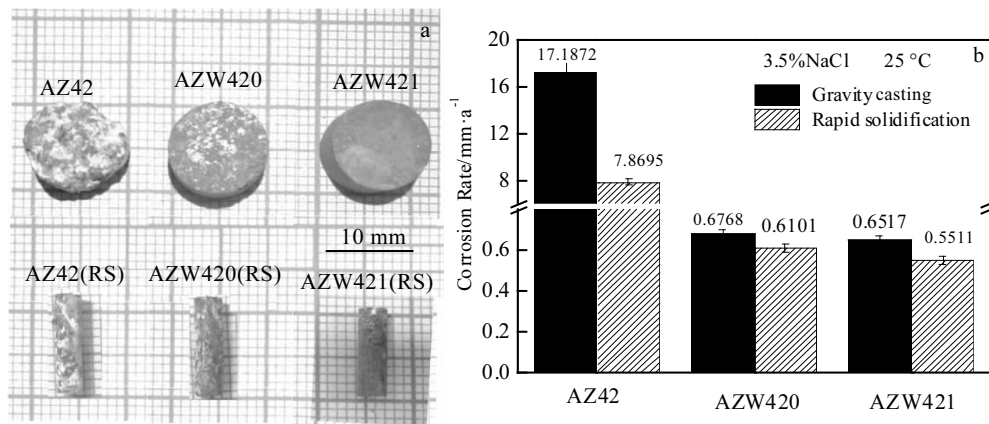 a
AZ42
AZW420
AZW421
10 mm
AZ42(RS)
AZW420(RS)
AZW421(RS)
b
3.5%NaCl 25 °C
Gravity casting
Rapid solidification
Corrosion Rate/mm·a-1
20
16
12
8
0.6
0.4
0.2
0.0
17.1872
7.8695
0.6768
0.6101
0.6517
0.5511
AZ42
AZW420
AZW421